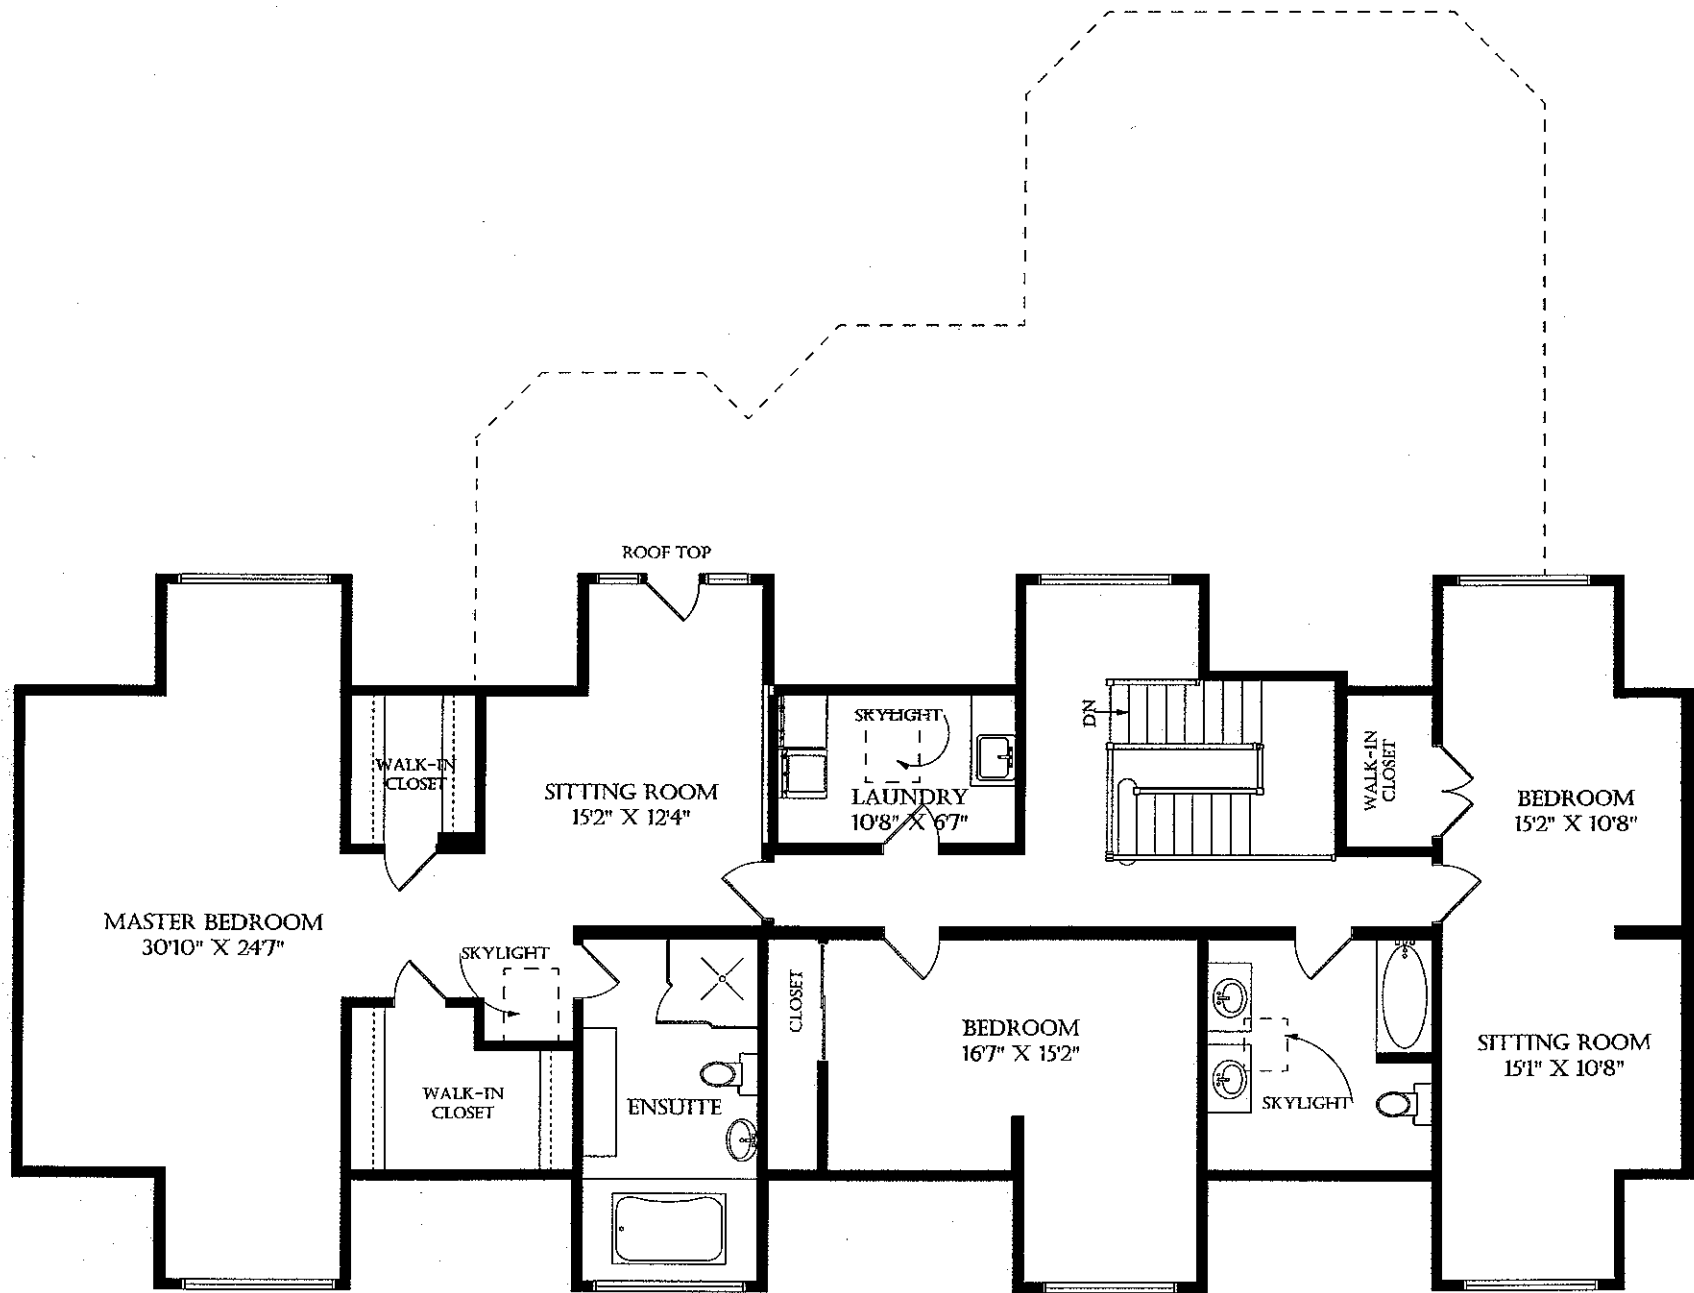 ROOF TOP
SKYLIGHT
DN
WALK-IN
CLOSET
WALK-IN
CLOSET
SITTING ROOM
15'2" X 12'4"
LAUNDRY
10'8" X 6'7"
BEDROOM
15'2" X 10'8"
MASTER BEDROOM
30'10" X 24'7"
SKYLIGHT
CLOSET
BEDROOM
16'7" X 15'2"
SITTING ROOM
15'1" X 10'8"
WALK-IN
CLOSET
ENSUITE
SKYLIGHT